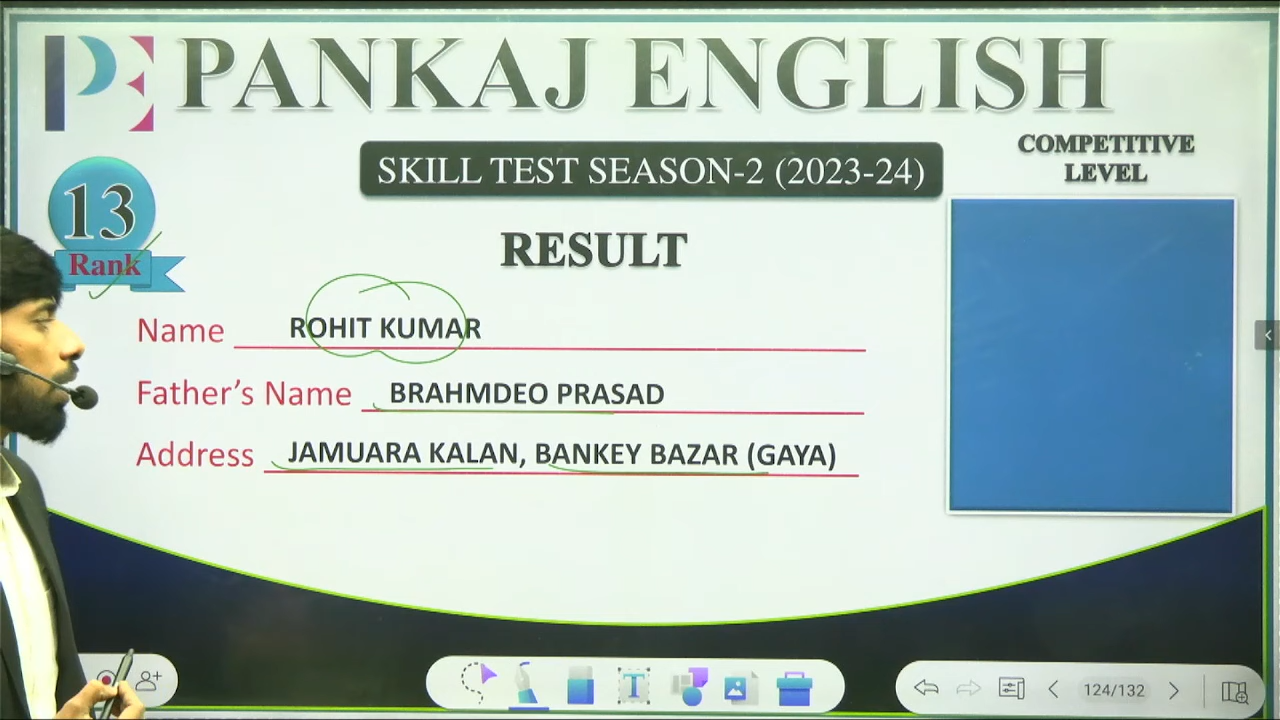 PE PANKAJ ENGLISH
SKILL TEST SEASON-2 (2023-24)
COMPETITIVE
LEVEL
13
Rank
RESULT
Name ROHIT KUMAR
Father's Name BRAHMDEO PRASAD
Address JAMUARA KALAN, BANKEY BAZAR (GAYA)
T
124/132